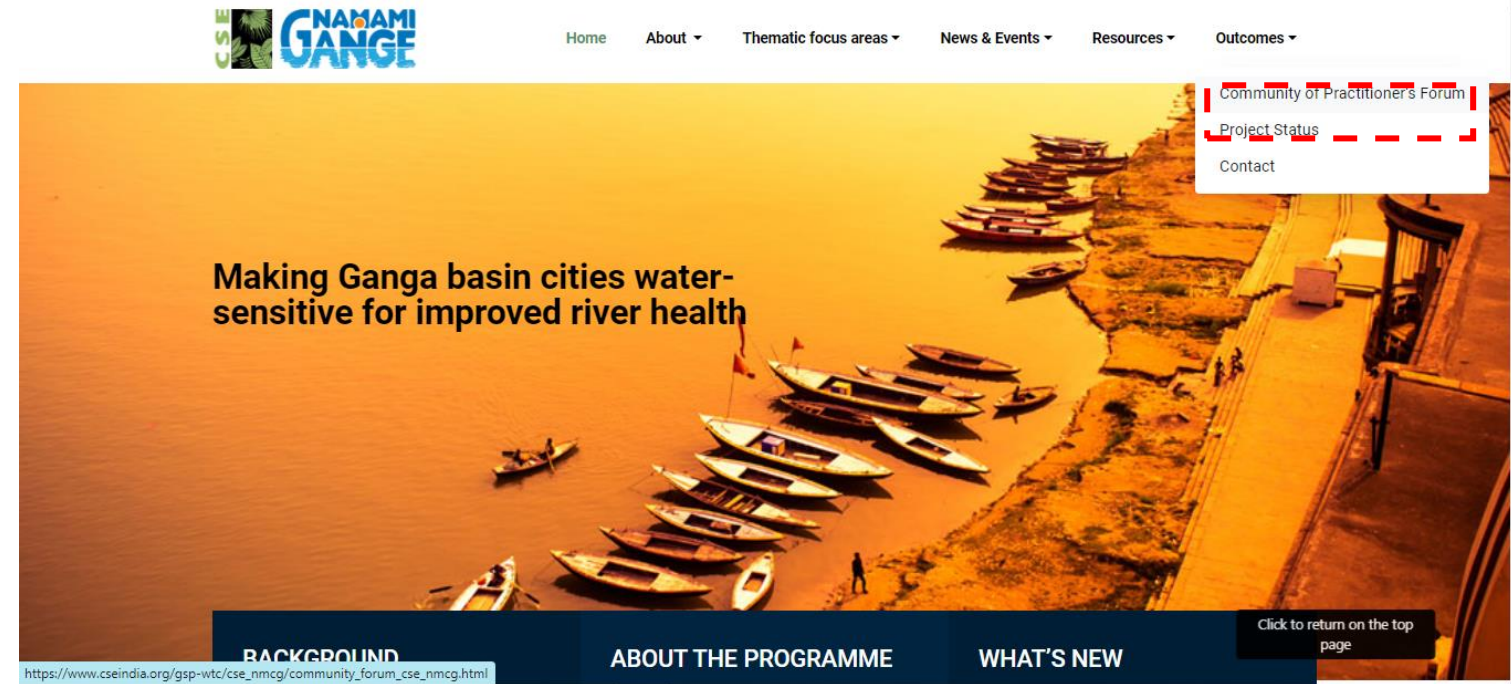 CSE
NAMAMI
GANGE
Home About Thematic focus areas News & Events Resources Outcomes
Community of Practitioner's Forum
Project Status
Contact
Making Ganga basin cities water-
sensitive for improved river health
Click to return on the top
page
BACKGROUND ABOUT THE PROGRAMME WHAT'S NEW
https://www.cseindia.org/gsp-wtc/cse_nmcg/community_forum_cse_nmcg.html